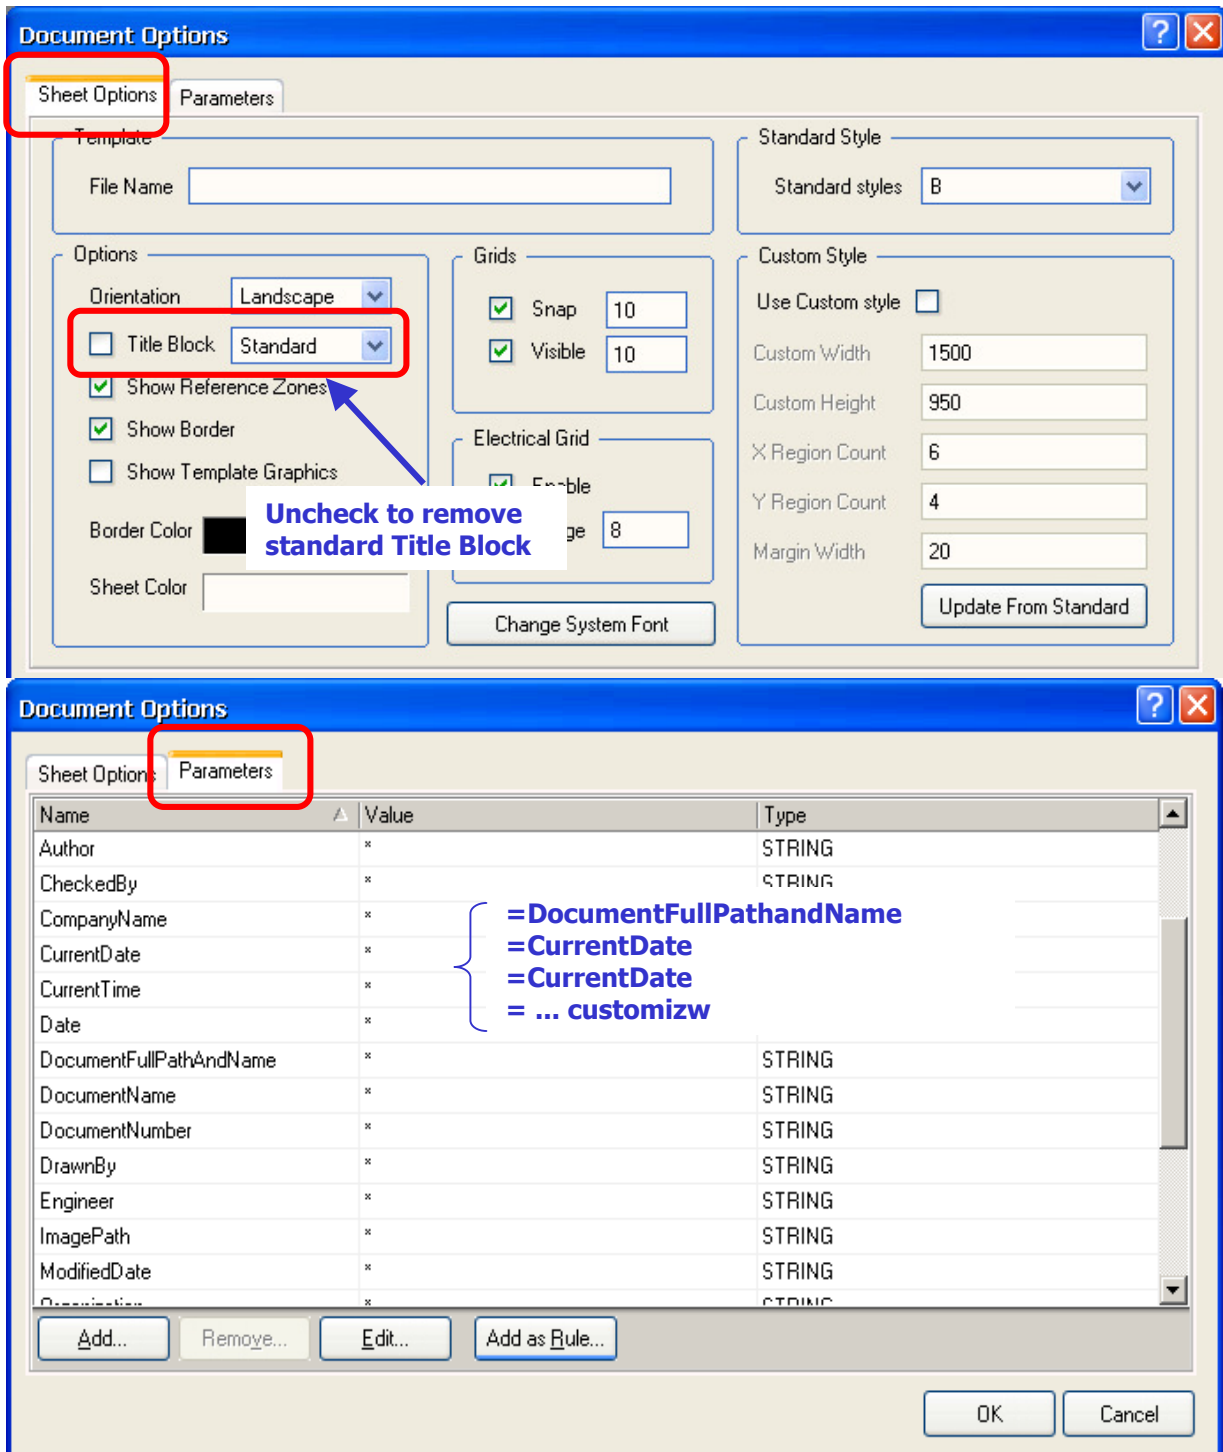 Document Options
Sheet Options
Parameters
Template
File Name
Standard Style
Standard styles B
Options
Orientation Landscape
Title Block Standard
Show Reference Zones
Show Border
Show Template Graphics
Border Color
Sheet Color
Grids
Snap 10
Visible 10
Electrical Grid
Enable
8
Uncheck to remove
standard Title Block
Change System Font
Custom Style
Use Custom style
Custom Width 1500
Custom Height 950
X Region Count 6
Y Region Count 4
Margin Width 20
Update From Standard
Document Options
Sheet Options
Parameters
Name Value Type
Author * STRING
CheckedBy * STRING
CompanyName *
CurrentDate *
CurrentTime *
Date *
=DocumentFullPathandName
=CurrentDate
=CurrentDate
= ... customizw
DocumentFullPathAndName * STRING
DocumentName * STRING
DocumentNumber * STRING
DrawnBy * STRING
Engineer * STRING
ImagePath * STRING
ModifiedDate * STRING
Organization * STRING
Add... Remove... Edit... Add as Rule...
OK Cancel